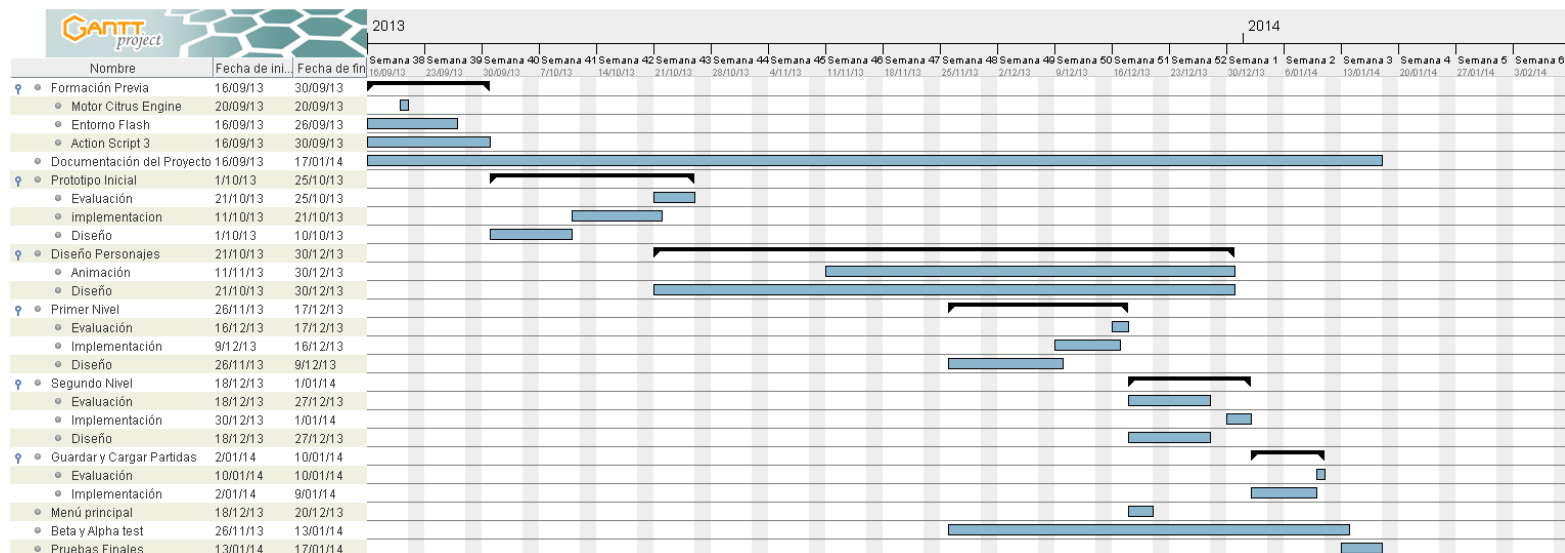 GANTT
project
2013
2014
Nombre Fecha de ini... Fecha de fin
Semana 38 Semana 39 Semana 40 Semana 41 Semana 42 Semana 43 Semana 44 Semana 45 Semana 46 Semana 47 Semana 48 Semana 49 Semana 50 Semana 51 Semana 52 Semana 1 Semana 2 Semana 3 Semana 4 Semana 5 Semana 6
16/09/13 23/09/13 30/09/13 7/10/13 14/10/13 21/10/13 28/10/13 4/11/13 11/11/13 18/11/13 25/11/13 2/12/13 9/12/13 16/12/13 23/12/13 30/12/13 6/01/14 13/01/14 20/01/14 27/01/14 3/02/14
Formación Previa 16/09/13 30/09/13
Motor Citrus Engine 20/09/13 20/09/13
Entorno Flash 16/09/13 26/09/13
Action Script 3 16/09/13 30/09/13
Documentación del Proyecto 16/09/13 17/01/14
Prototipo Inicial 1/10/13 25/10/13
Evaluación 21/10/13 25/10/13
implementacion 11/10/13 21/10/13
Diseño 1/10/13 10/10/13
Diseño Personajes 21/10/13 30/12/13
Animación 11/11/13 30/12/13
Diseño 21/10/13 30/12/13
Primer Nivel 26/11/13 17/12/13
Evaluación 16/12/13 17/12/13
Implementación 9/12/13 16/12/13
Diseño 26/11/13 9/12/13
Segundo Nivel 18/12/13 1/01/14
Evaluación 18/12/13 27/12/13
Implementación 30/12/13 1/01/14
Diseño 18/12/13 27/12/13
Guardar y Cargar Partidas 2/01/14 10/01/14
Evaluación 10/01/14 10/01/14
Implementación 2/01/14 9/01/14
Menú principal 18/12/13 20/12/13
Beta y Alpha test 26/11/13 13/01/14
Pruebas Finales 13/01/14 17/01/14